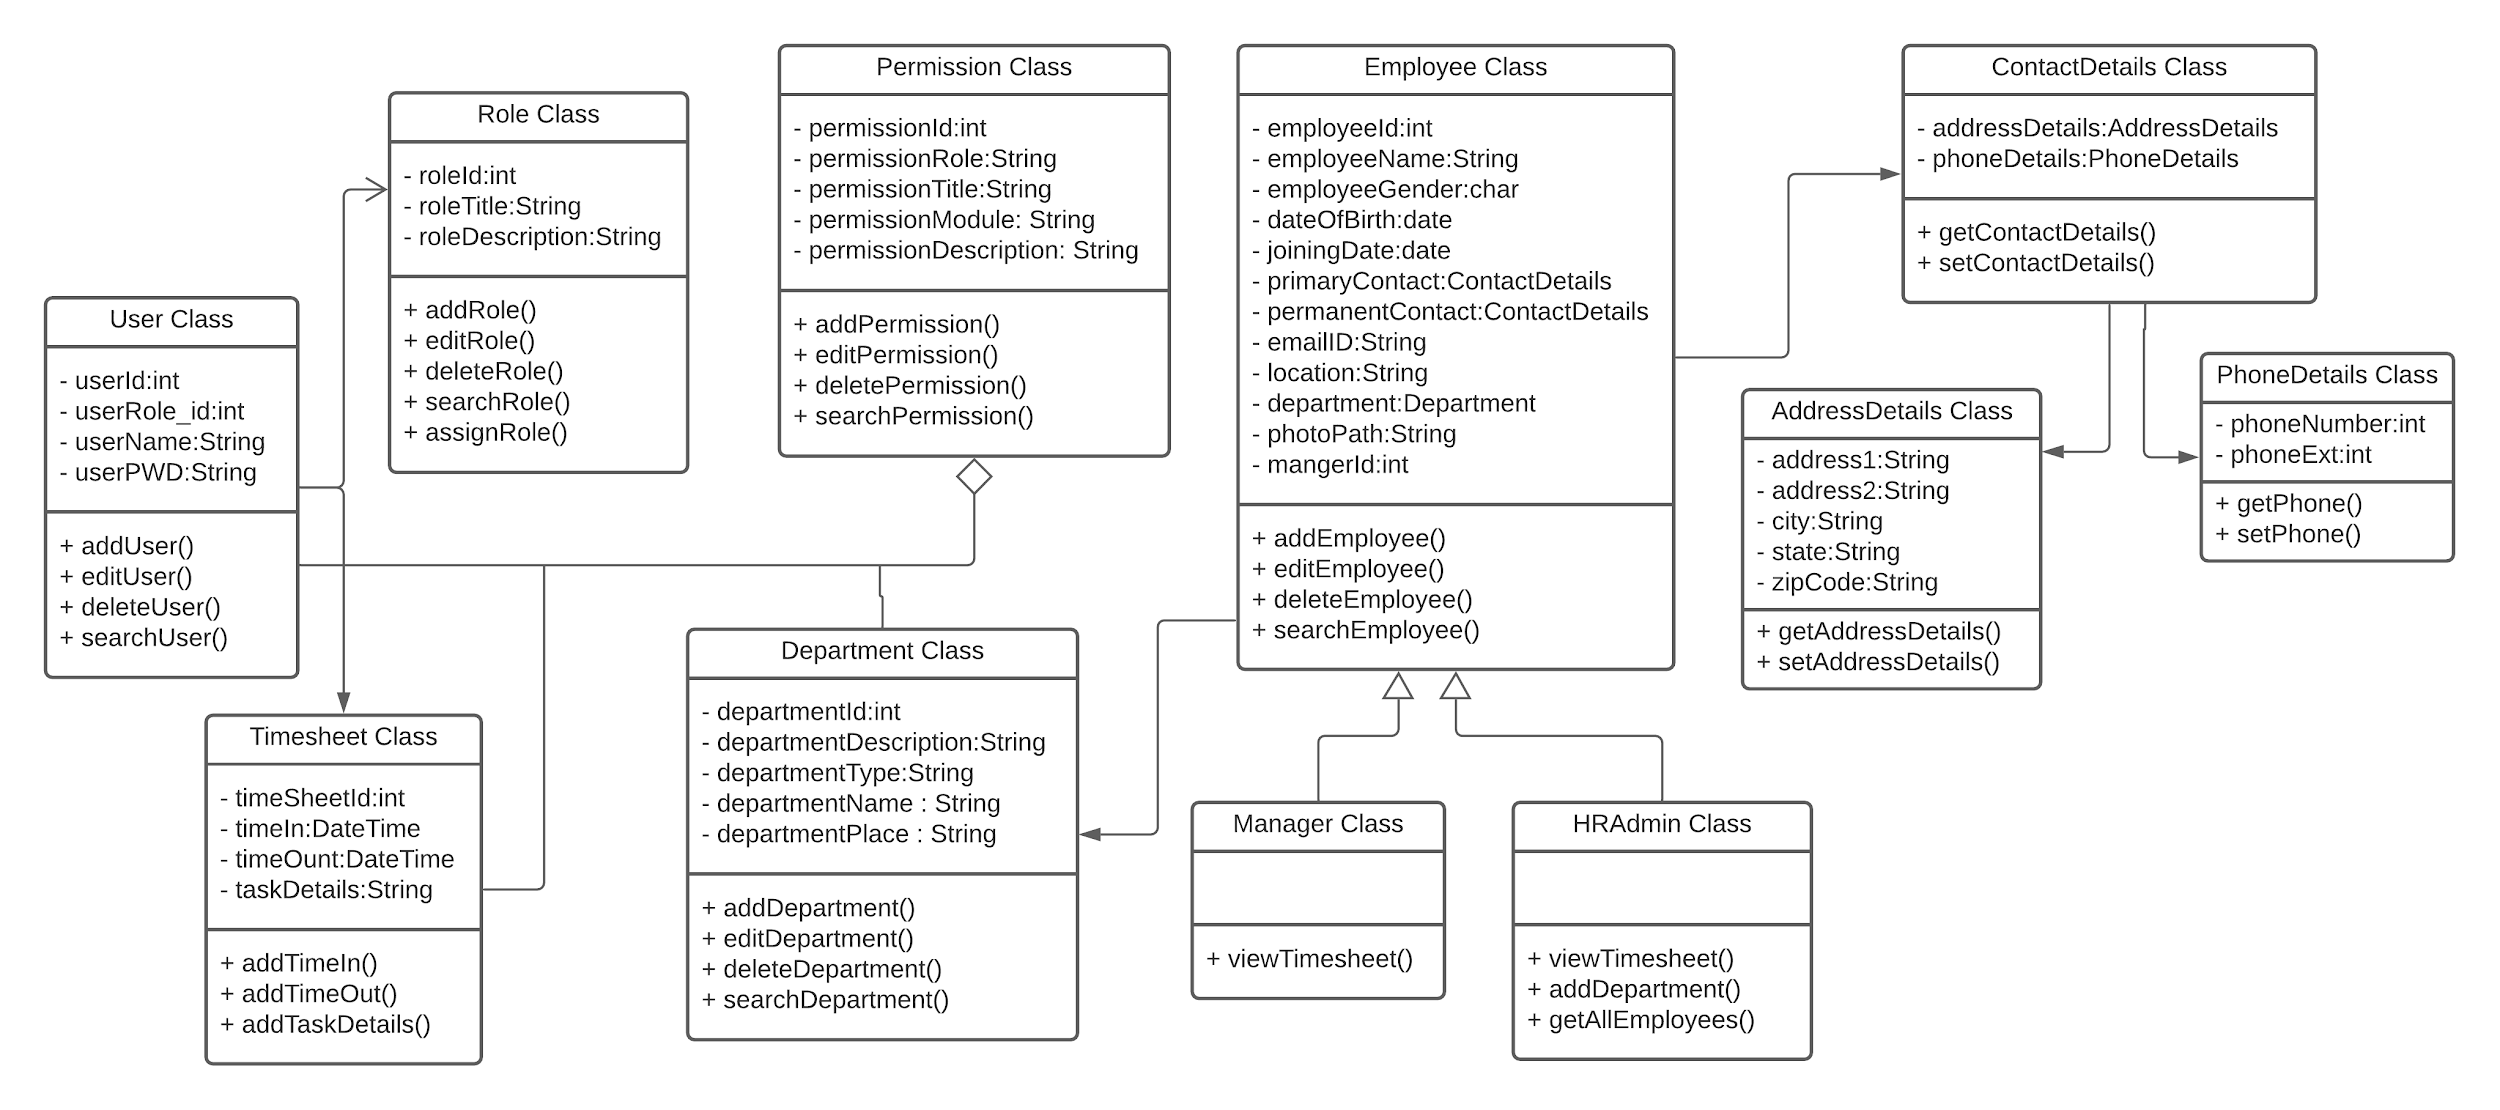 Permission Class
- permissionId:int
- permissionRole:String
- permissionTitle:String
- permissionModule: String
- permissionDescription: String
+ addPermission()
+ editPermission()
+ deletePermission()
+ searchPermission()
Employee Class
- employeeId:int
- employeeName:String
- employeeGender:char
- dateOfBirth:date
- joiningDate:date
- primaryContact:ContactDetails
- permanentContact:ContactDetails
- emailID:String
- location:String
- department:Department
- photoPath:String
- mangerId:int
+ addEmployee()
+ editEmployee()
+ deleteEmployee()
+ searchEmployee()
ContactDetails Class
- addressDetails:AddressDetails
- phoneDetails:PhoneDetails
+ getContactDetails()
+ setContactDetails()
Role Class
- roleId:int
- roleTitle:String
- roleDescription:String
+ addRole()
+ editRole()
+ deleteRole()
+ searchRole()
+ assignRole()
User Class
- userId:int
- userRole_id:int
- userName:String
- userPWD:String
+ addUser()
+ editUser()
+ deleteUser()
+ searchUser()
PhoneDetails Class
- phoneNumber:int
- phoneExt:int
+ getPhone()
+ setPhone()
AddressDetails Class
- address1:String
- address2:String
- city:String
- state:String
- zipCode:String
+ getAddressDetails()
+ setAddressDetails()
Department Class
- departmentId:int
- departmentDescription:String
- departmentType:String
- departmentName : String
- departmentPlace : String
+ addDepartment()
+ editDepartment()
+ deleteDepartment()
+ searchDepartment()
Timesheet Class
- timeSheetId:int
- timeIn:DateTime
- timeOunt:DateTime
- taskDetails:String
+ addTimeIn()
+ addTimeOut()
+ addTaskDetails()
Manager Class
+ viewTimesheet()
HRAdmin Class
+ viewTimesheet()
+ addDepartment()
+ getAllEmployees()